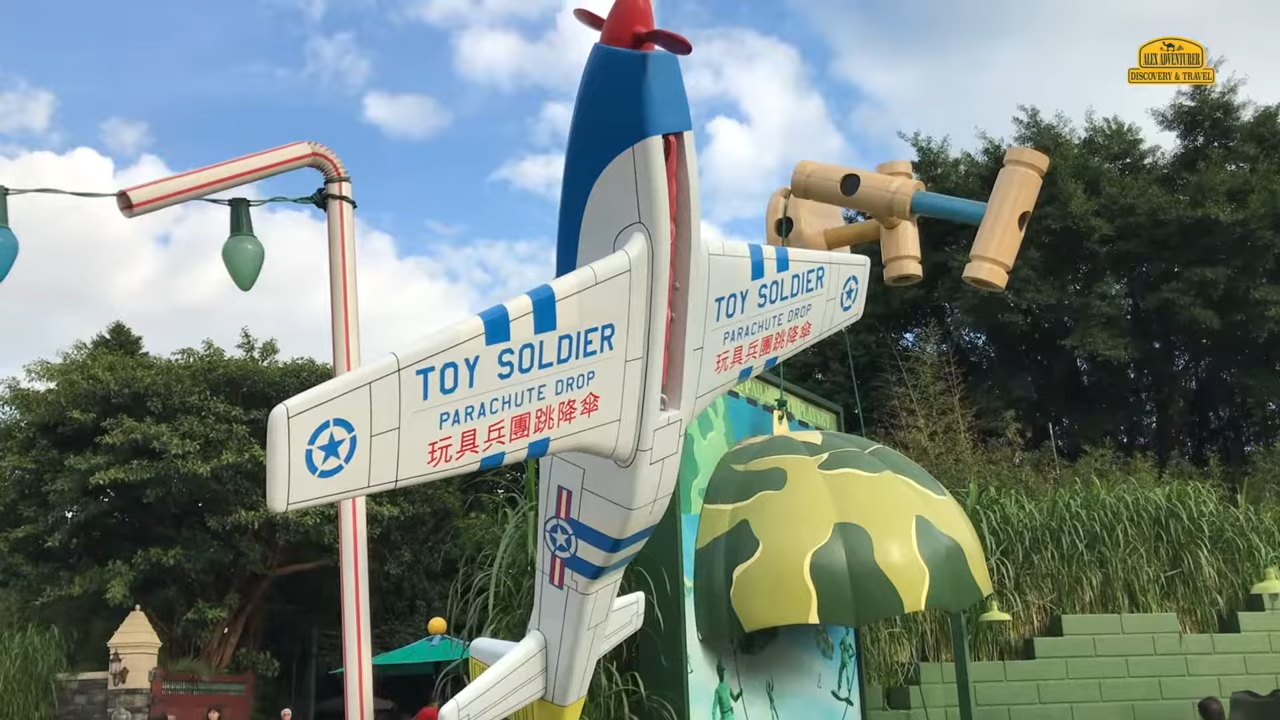 ALEX ADVENTURER
DISCOVERY & TRAVEL
TOY SOLDIER
PARACHUTE DROP
玩具兵團跳降傘
TOY SOLDIER
PARACHUTE DROP
玩具兵團跳降傘